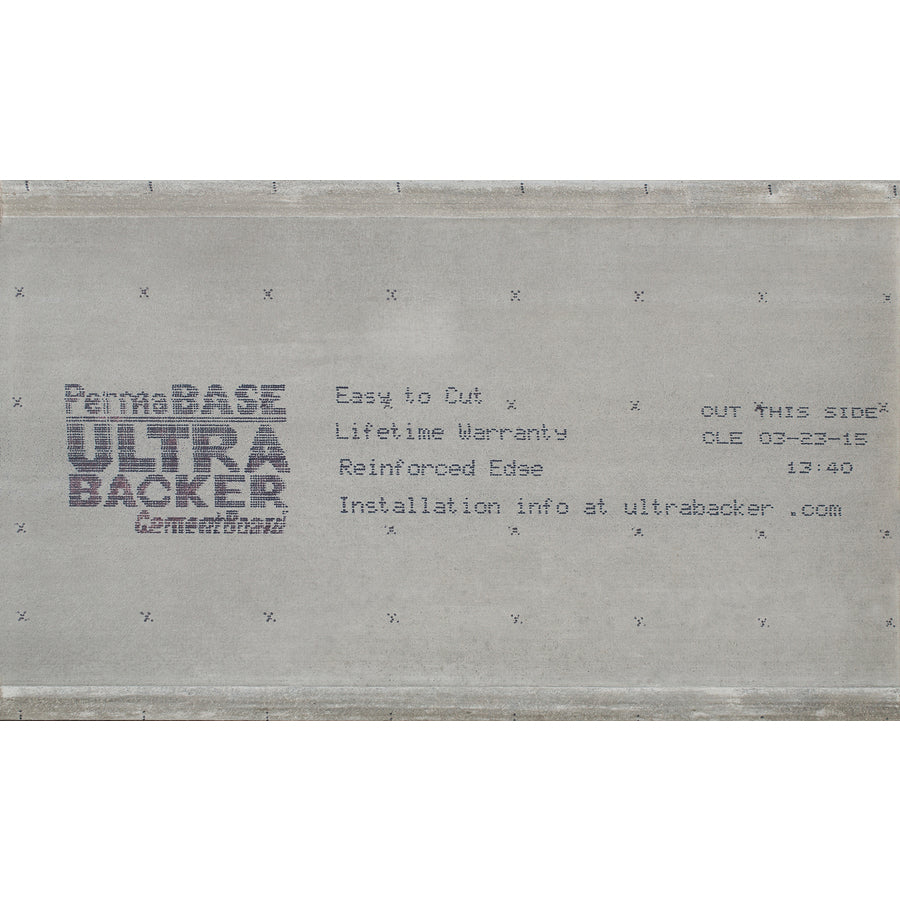 PermaBASE
ULTRA
BACKER
CementBoard
Easy to Cut
Lifetime Warranty
Reinforced Edge
Installation info at ultrabacker .com
CUT THIS SIDE
CLE 03-23-15
13:40